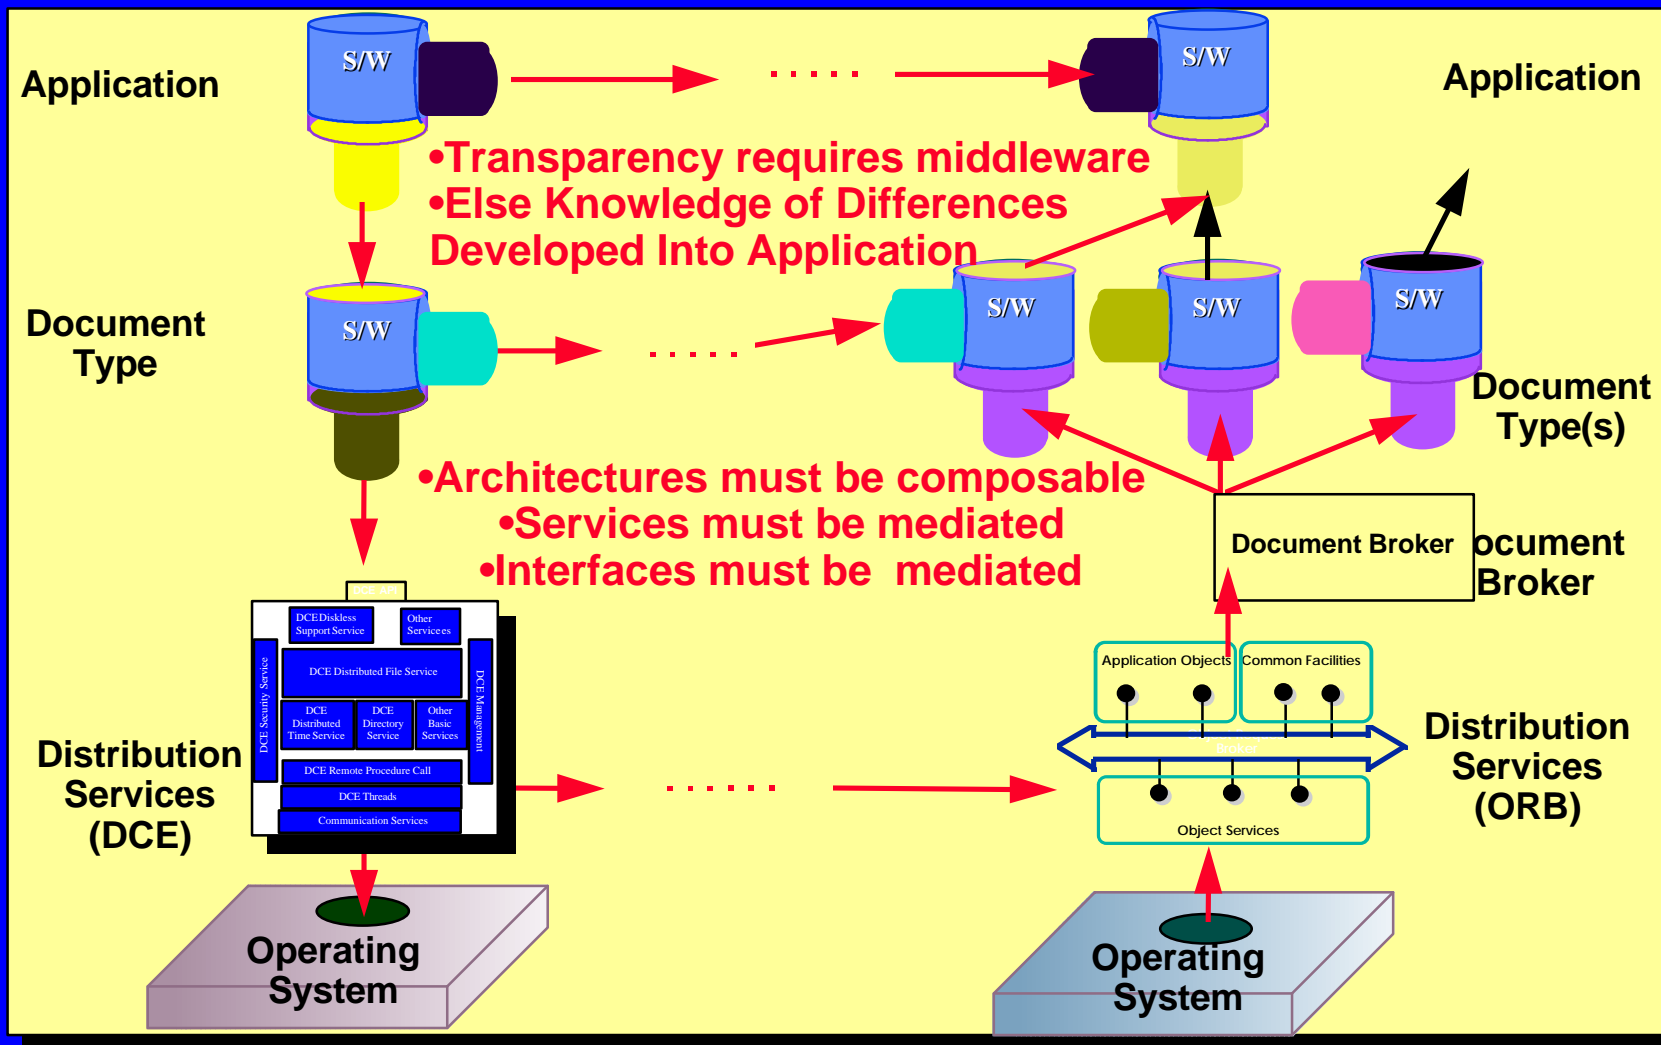 Application
S/W
S/W
Application
•Transparency requires middleware
•Else Knowledge of Differences
Developed Into Application
Document
Type
S/W
S/W
S/W
S/W
Document
Type(s)
•Architectures must be composable
•Services must be mediated
•Interfaces must be mediated
Document Broker
ocument
Broker
DCE API
DCE Diskless
Support Service
Other
Servicees
DCE Security Service
DCE Distributed File Service
DCE Management
DCE
Distributed
Time Service
DCE
Directory
Service
Other
Basic
Services
DCE Remote Procedure Call
DCE Threads
Communication Services
Distribution
Services
(DCE)
Application Objects
Common Facilities
Broker
Object Services
Distribution
Services
(ORB)
Operating
System
Operating
System